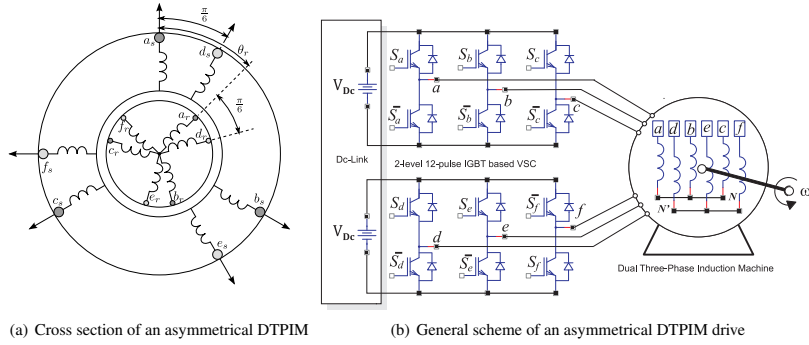 π/6
a_s
d_s
θ_r
a_r
π/6
f_r
c_r
d_r
e_r
b_r
f_s
c_s
b_s
e_s
(a) Cross section of an asymmetrical DTPIM
V_Dc
S_a
S_b
S_c
a
b
c
S̄_a
S̄_b
S̄_c
Dc-Link
2-level 12-pulse IGBT based VSC
V_Dc
S_d
S_e
S̄_f
d
e
f
S̄_d
S̄_e
S_f
a d b e c f
N
N'
ω
Dual Three-Phase Induction Machine
(b) General scheme of an asymmetrical DTPIM drive